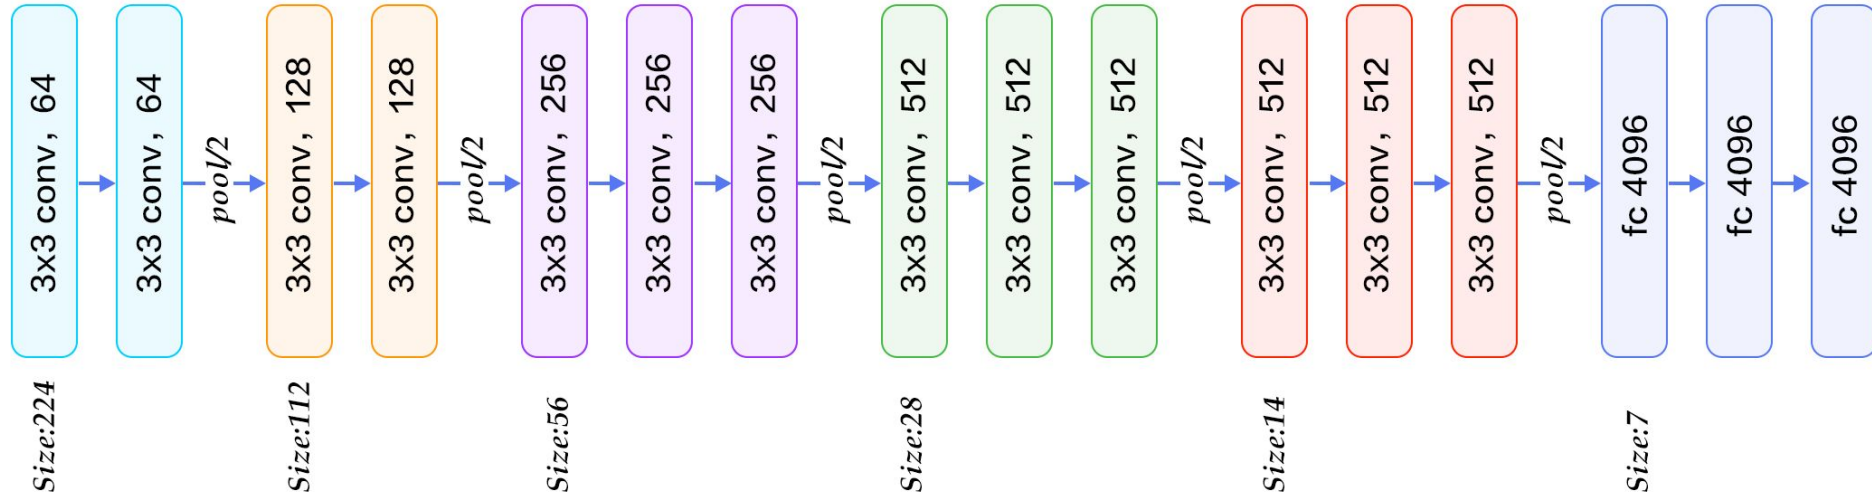 3x3 conv, 64
3x3 conv, 64
pool/2
3x3 conv, 128
3x3 conv, 128
pool/2
3x3 conv, 256
3x3 conv, 256
3x3 conv, 256
pool/2
3x3 conv, 512
3x3 conv, 512
3x3 conv, 512
pool/2
3x3 conv, 512
3x3 conv, 512
3x3 conv, 512
pool/2
fc 4096
fc 4096
fc 4096
Size:224
Size:112
Size:56
Size:28
Size:14
Size:7